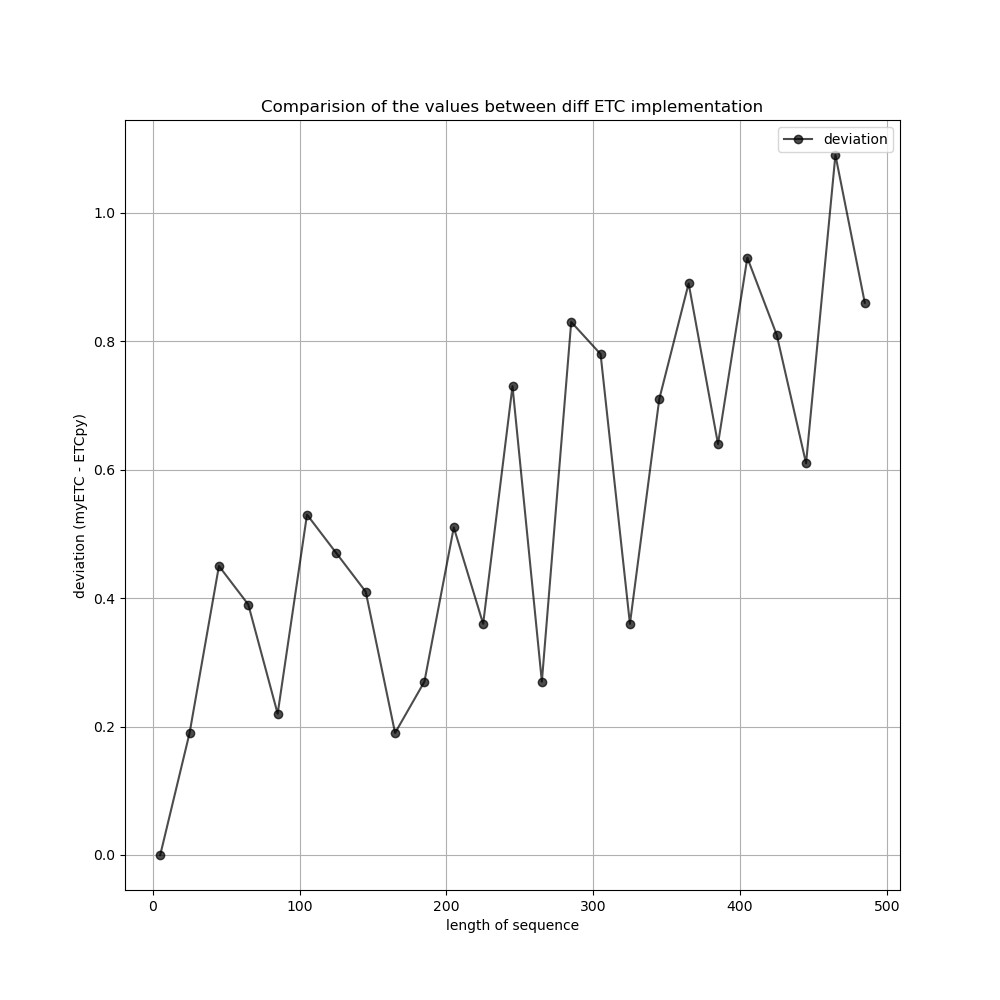 Comparision of the values between diff ETC implementation
deviation
1.0
0.8
0.6
0.4
0.2
0.0
deviation (myETC - ETCpy)
0 100 200 300 400 500
length of sequence